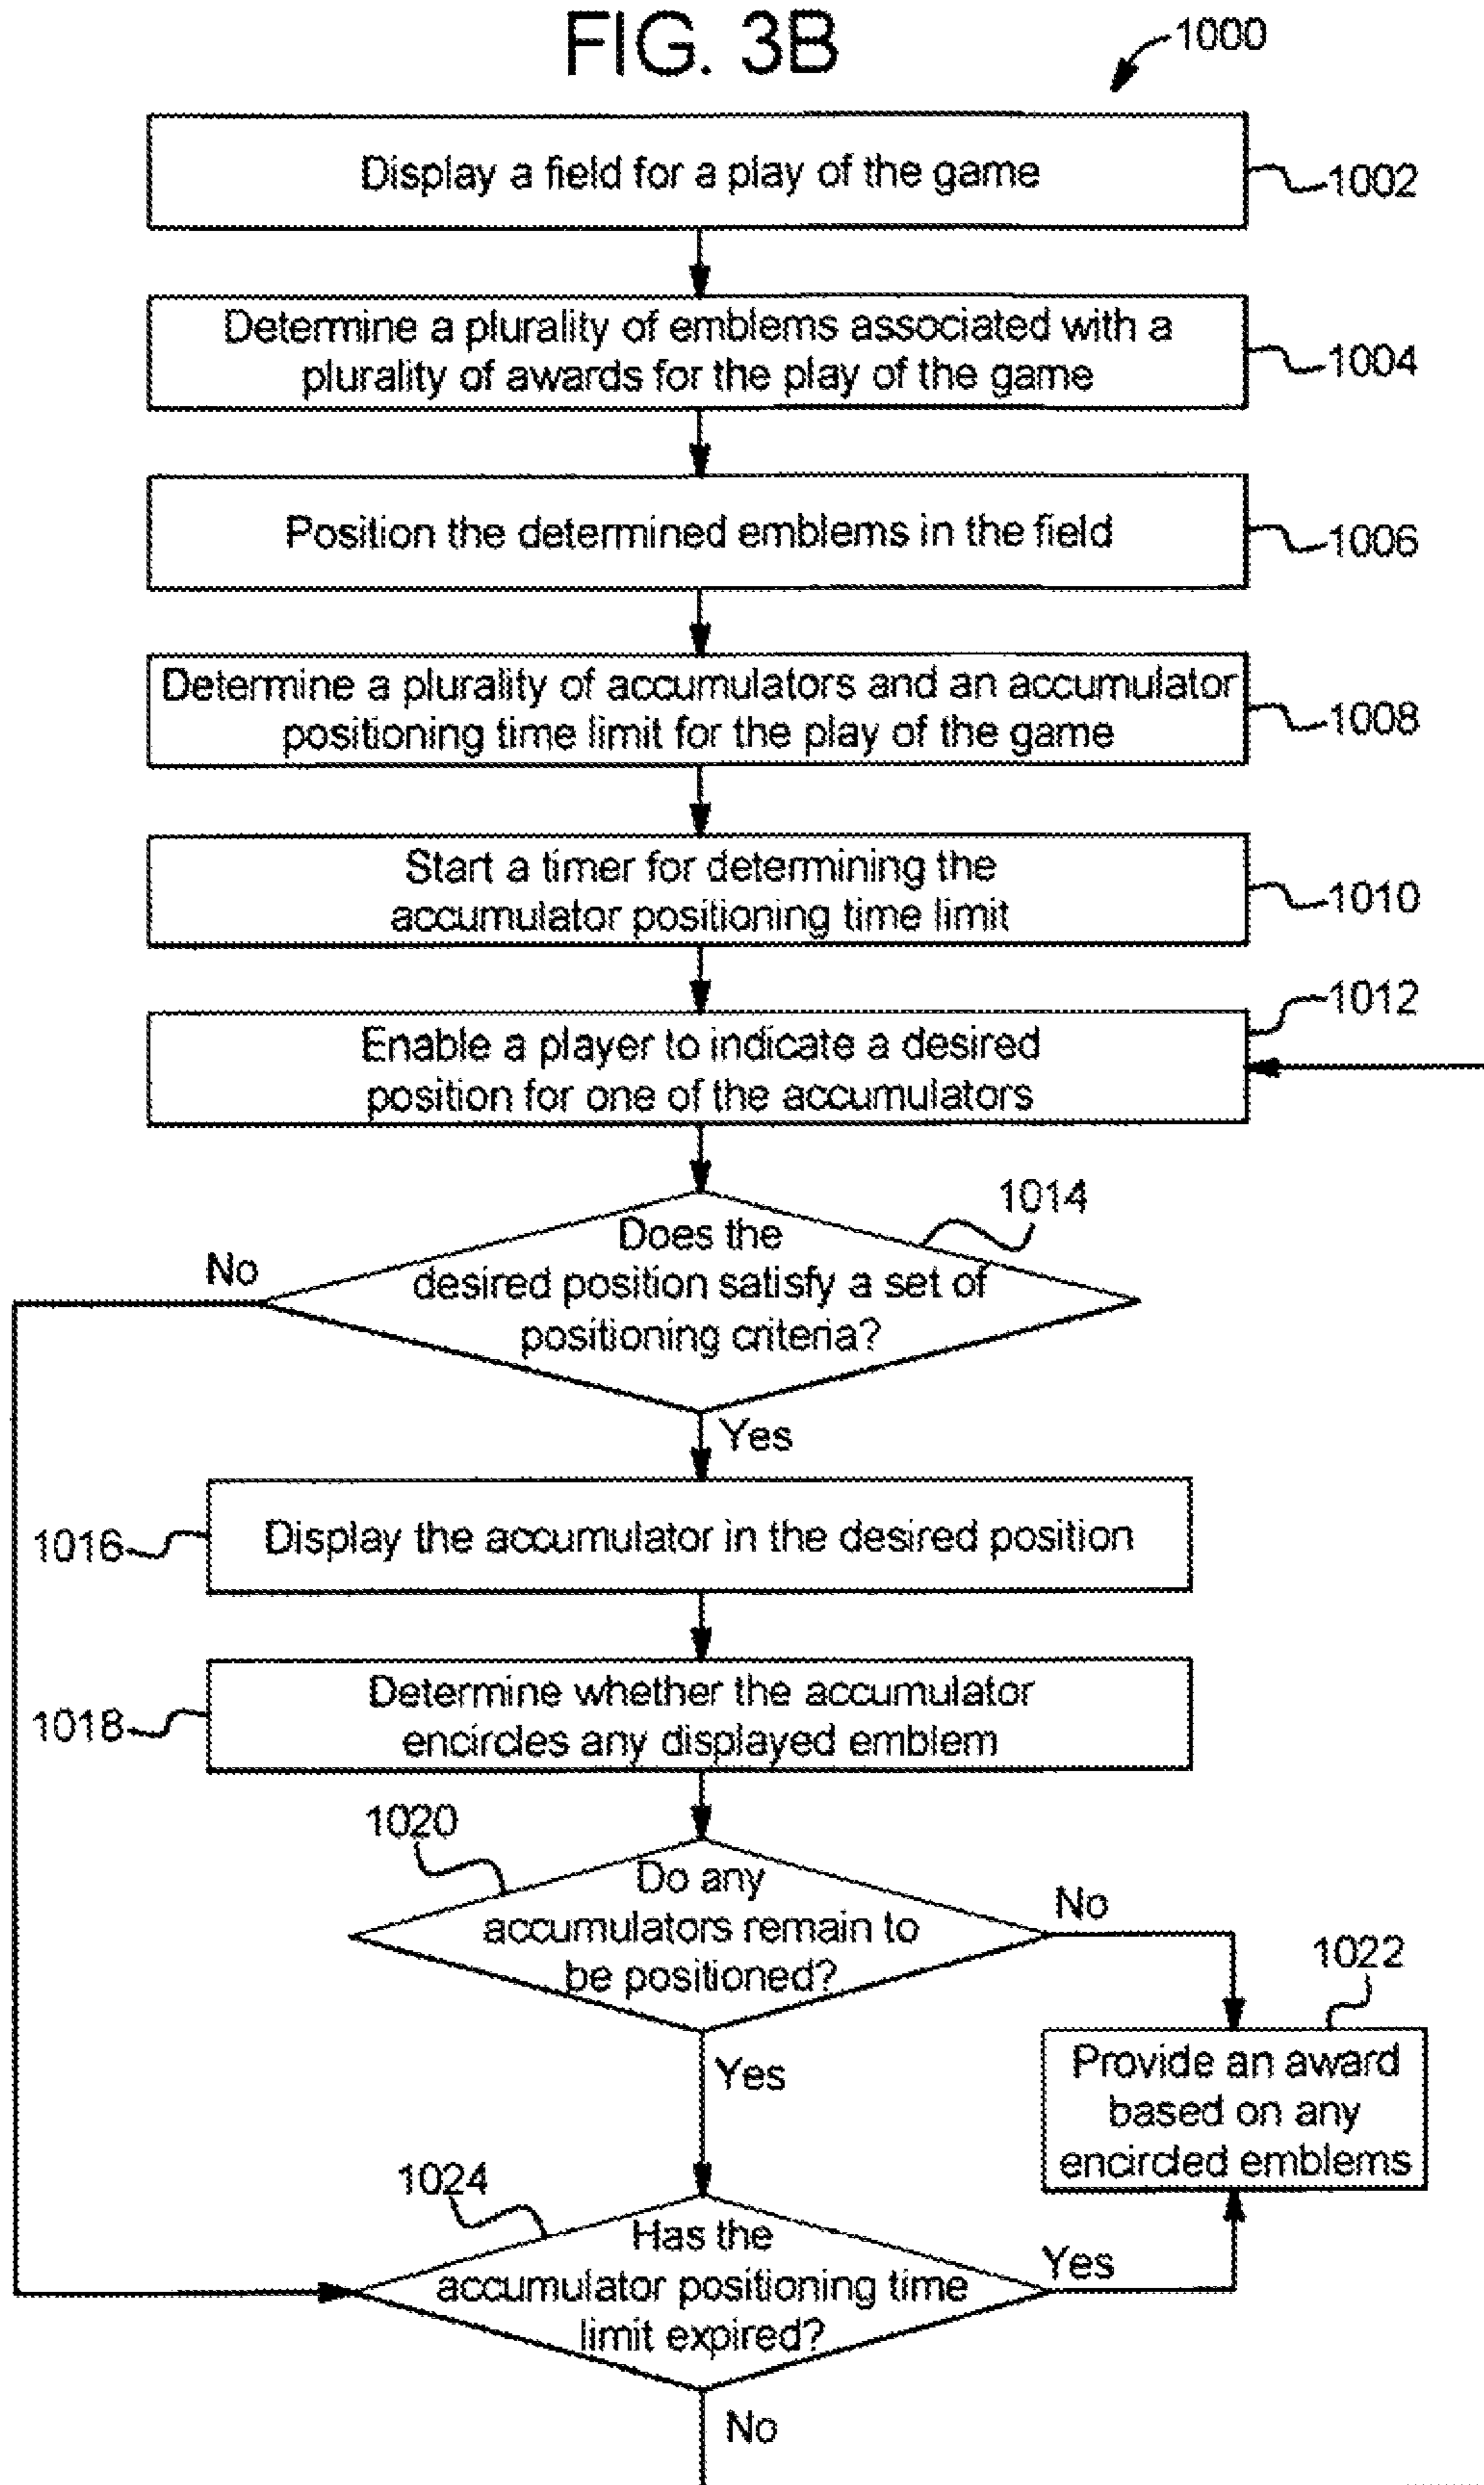 FIG. 3B
1000
Display a field for a play of the game
1002
Determine a plurality of emblems associated with a
plurality of awards for the play of the game
1004
Position the determined emblems in the field
1006
Determine a plurality of accumulators and an accumulator
positioning time limit for the play of the game
1008
Start a timer for determining the
accumulator positioning time limit
1010
1012
Enable a player to indicate a desired
position for one of the accumulators
1014
Does the
desired position satisfy a set of
positioning criteria?
No
Yes
1016
Display the accumulator in the desired position
1018
Determine whether the accumulator
encircles any displayed emblem
1020
Do any
accumulators remain to
be positioned?
No
Yes
1022
Provide an award
based on any
encircled emblems
1024
Has the
accumulator positioning time
limit expired?
Yes
No